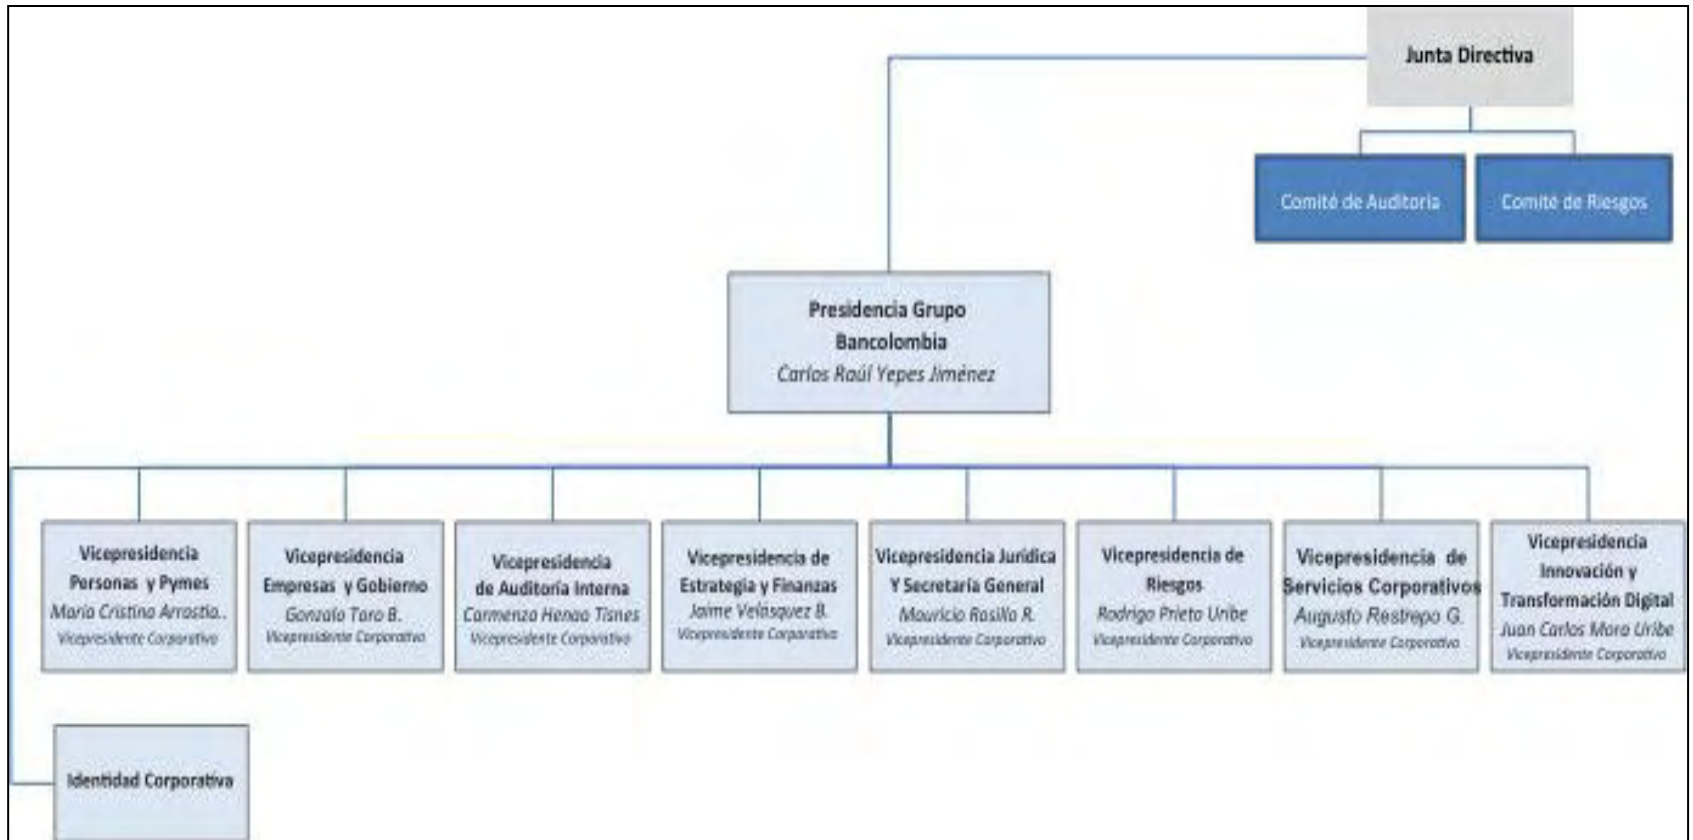 Junta Directiva
Comité de Auditoria
Comité de Riesgos
Presidencia Grupo
Bancolombia
Carlos Raúl Yepes Jiménez
Vicepresidencia
Personas y Pymes
María Cristina Arrastía..
Vicepresidente Corporativo
Vicepresidencia
Empresas y Gobierno
Gonzalo Toro B.
Vicepresidente Corporativo
Vicepresidencia
de Auditoría Interna
Carmenza Henao Tisnes
Vicepresidente Corporativo
Vicepresidencia de
Estrategia y Finanzas
Jaime Velásquez B.
Vicepresidente Corporativo
Vicepresidencia Jurídica
Y Secretaría General
Mauricio Rosillo R.
Vicepresidente Corporativo
Vicepresidencia de
Riesgos
Rodrigo Prieto Uribe
Vicepresidente Corporativo
Vicepresidencia de
Servicios Corporativos
Augusto Restrepo G.
Vicepresidente Corporativo
Vicepresidencia
Innovación y
Transformación Digital
Juan Carlos Mora Uribe
Vicepresidente Corporativo
Identidad Corporativa